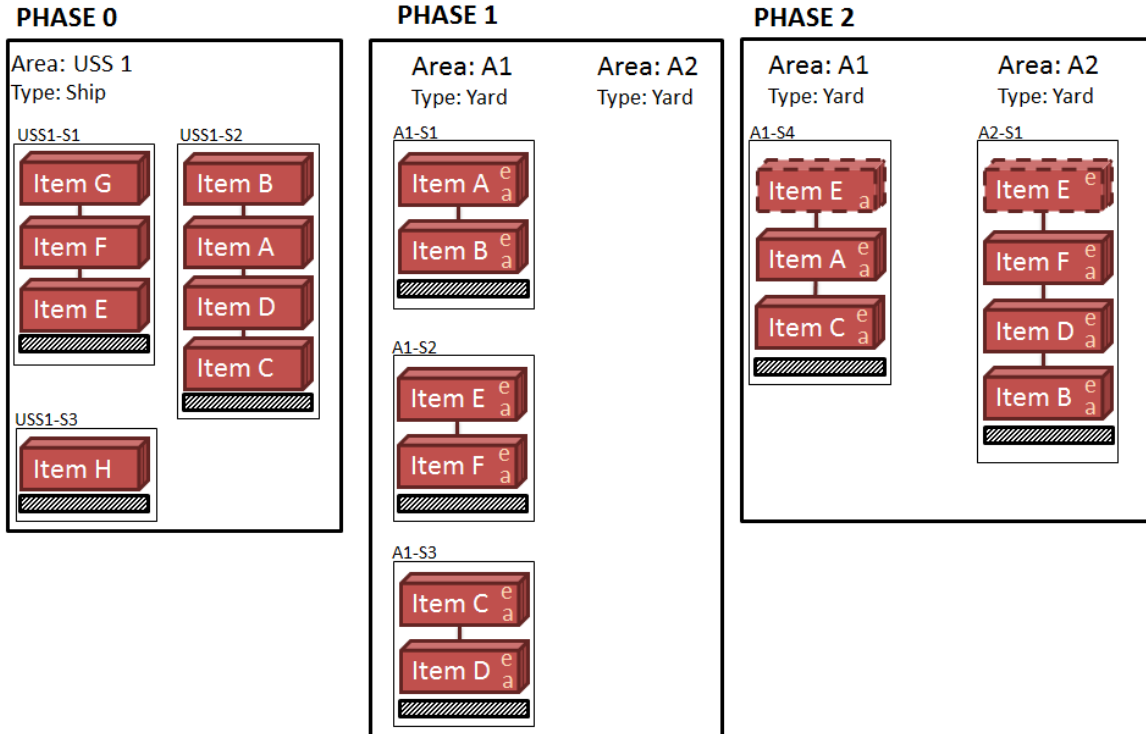 PHASE 0
Area: USS 1
Type: Ship
USS1-S1
Item G
Item F
Item E
USS1-S2
Item B
Item A
Item D
Item C
USS1-S3
Item H
PHASE 1
Area: A1
Type: Yard
A1-S1
Item A e a
Item B e a
A1-S2
Item E e a
Item F e a
A1-S3
Item C e a
Item D e a
Area: A2
Type: Yard
PHASE 2
Area: A1
Type: Yard
A1-S4
Item E a
Item A e a
Item C e a
Area: A2
Type: Yard
A2-S1
Item E e
Item F e a
Item D e a
Item B e a